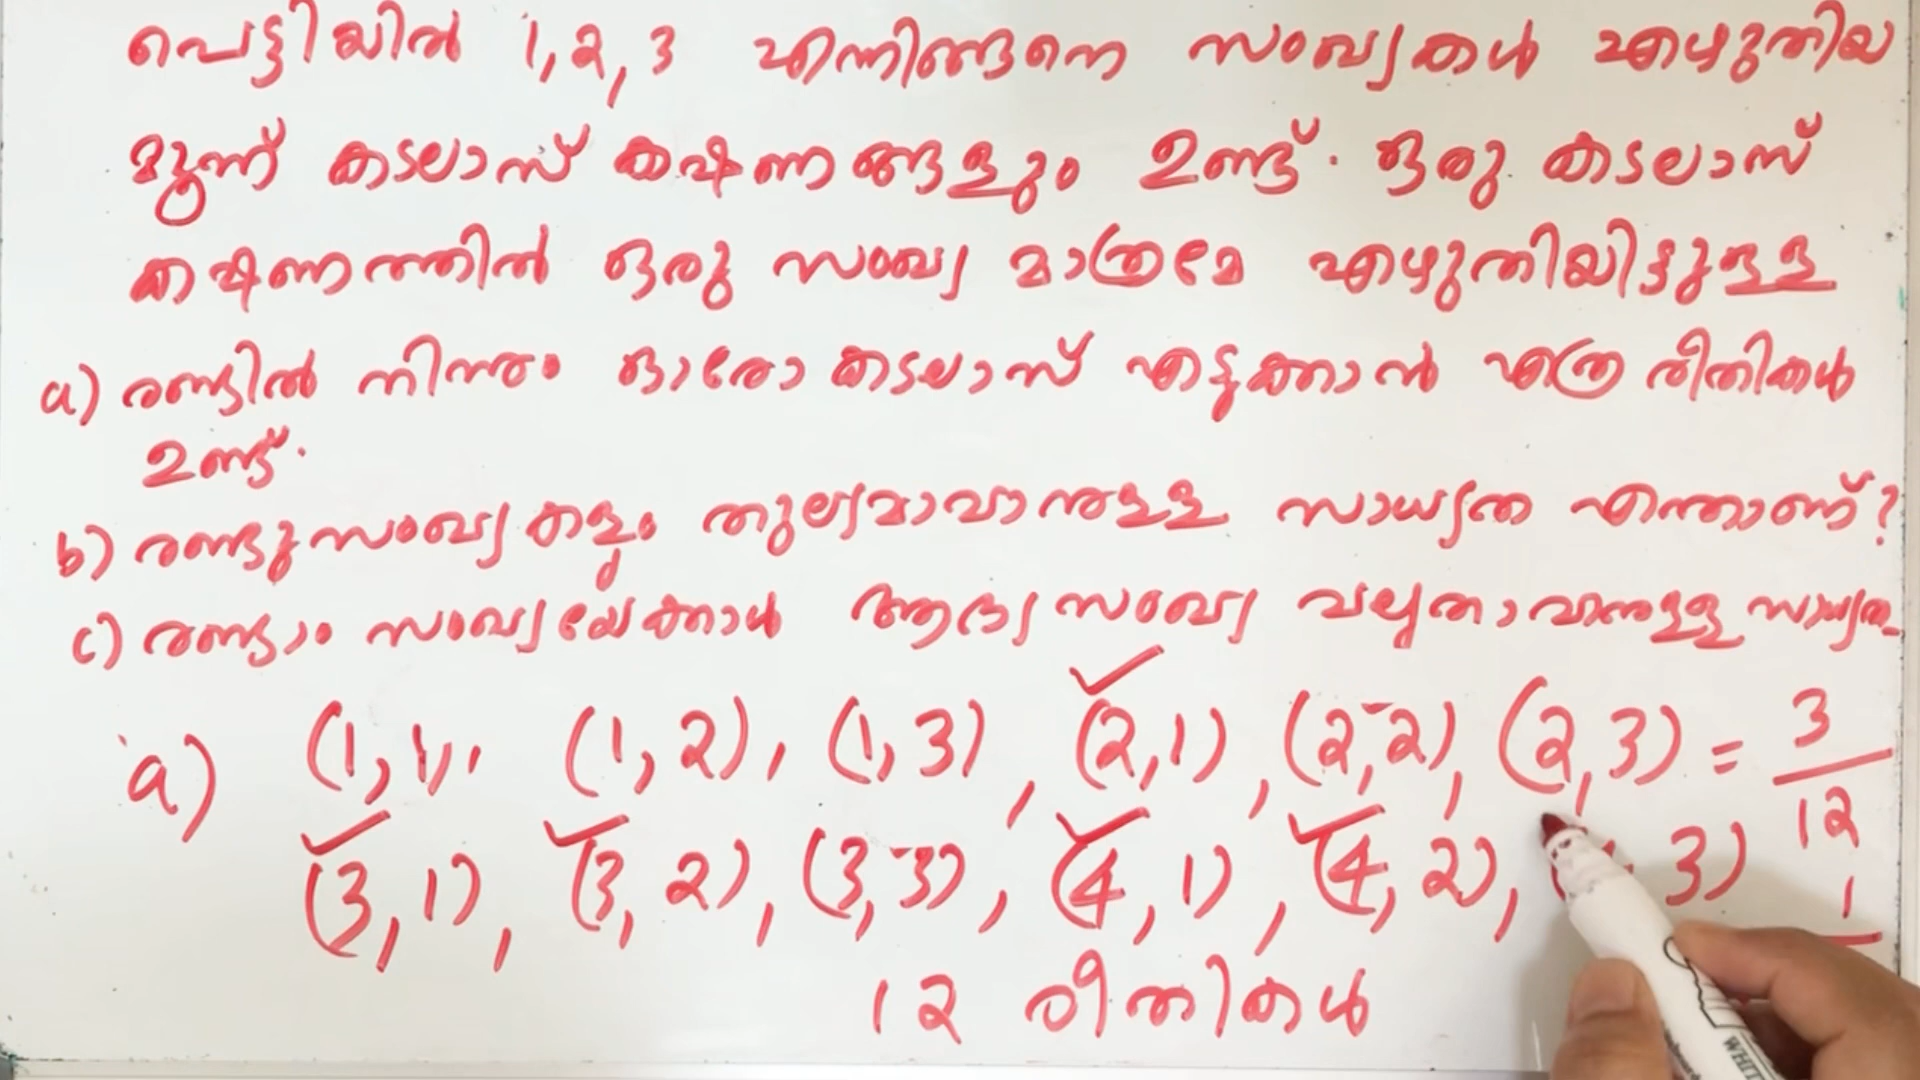 പെട്ടിയിൽ 1, 2, 3 എന്നിങ്ങനെ സംഖ്യകൾ എഴുതിയ
മൂന്ന് കടലാസ് കഷണങ്ങളും ഉണ്ട്. ഒരു കടലാസ്
കഷണത്തിൽ ഒരു സംഖ്യ മാത്രമേ എഴുതിയിട്ടുള്ള
a) രണ്ടിൽ നിന്നും ഓരോ കടലാസ് എടുക്കാൻ എത്ര രീതികൾ
ഉണ്ട്.
b) രണ്ടു സംഖ്യകളും തുല്യമാവാനുള്ള സാധ്യത എന്താണ്?
c) രണ്ടാം സംഖ്യയേക്കാൾ ആദ്യ സംഖ്യ വലുതാവാനുള്ള സാധ്യത
a) (1, 1), (1, 2), (1, 3), (2, 1), (2, 2), (2, 3) = 3/12
(3, 1), (3, 2), (3, 3), (4, 1), (4, 2), 3) 1
12 രീതികൾ
WHIT